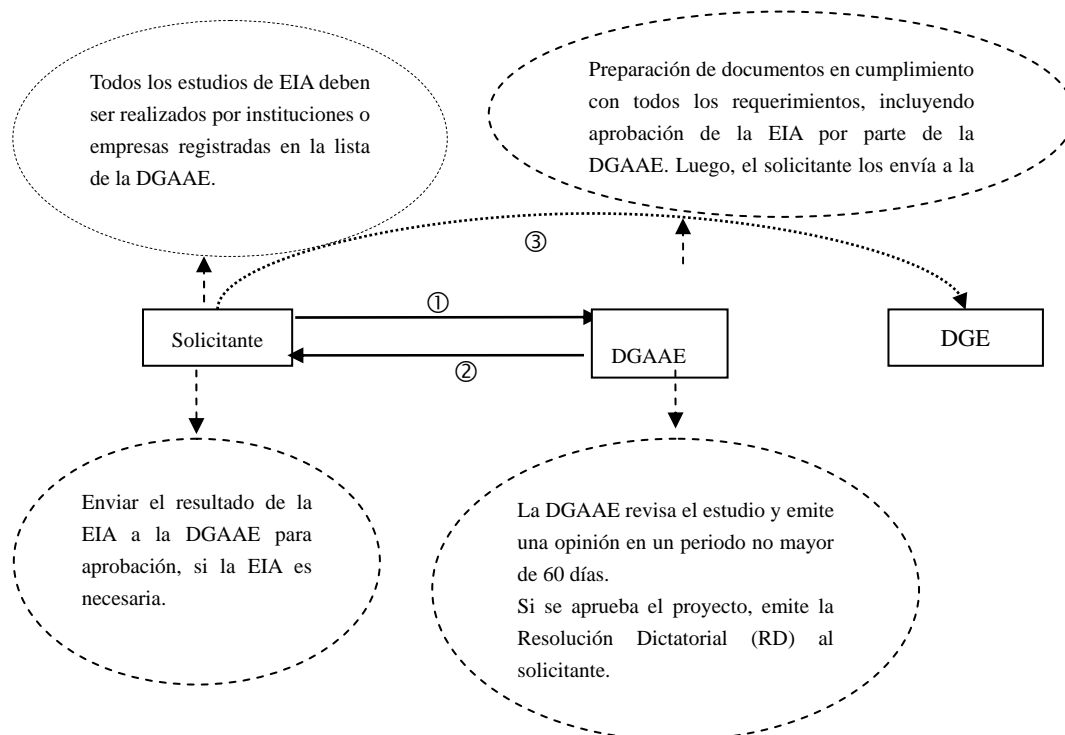 Todos los estudios de EIA deben
ser realizados por instituciones o
empresas registradas en la lista
de la DGAAE.
Preparación de documentos en cumplimiento
con todos los requerimientos, incluyendo
aprobación de la EIA por parte de la
DGAAE. Luego, el solicitante los envía a la
③
①
Solicitante
DGAAE
DGE
②
Enviar el resultado de la
EIA a la DGAAE para
aprobación, si la EIA es
necesaria.
La DGAAE revisa el estudio y emite
una opinión en un periodo no mayor
de 60 días.
Si se aprueba el proyecto, emite la
Resolución Dictatorial (RD) al
solicitante.